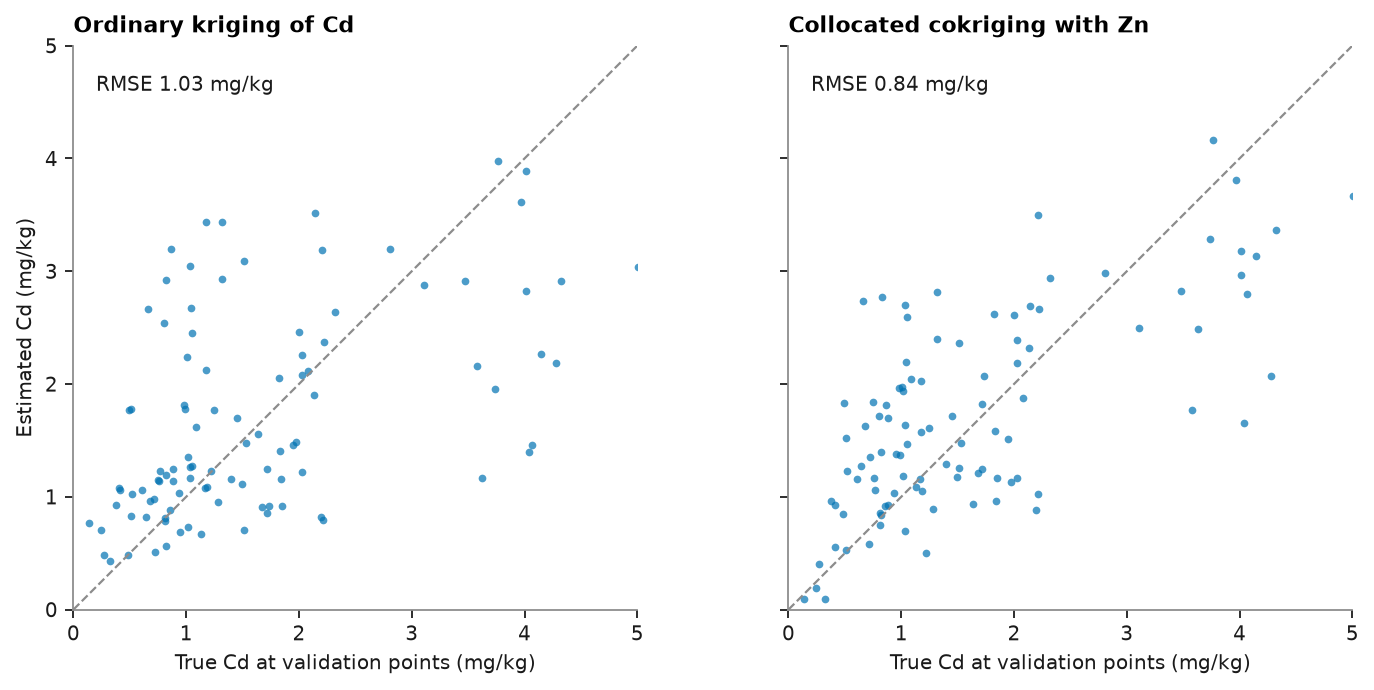 Ordinary kriging of Cd
RMSE 1.03 mg/kg
Estimated Cd (mg/kg)
5
4
3
2
1
0
0 1 2 3 4 5
True Cd at validation points (mg/kg)
Collocated cokriging with Zn
RMSE 0.84 mg/kg
0 1 2 3 4 5
True Cd at validation points (mg/kg)